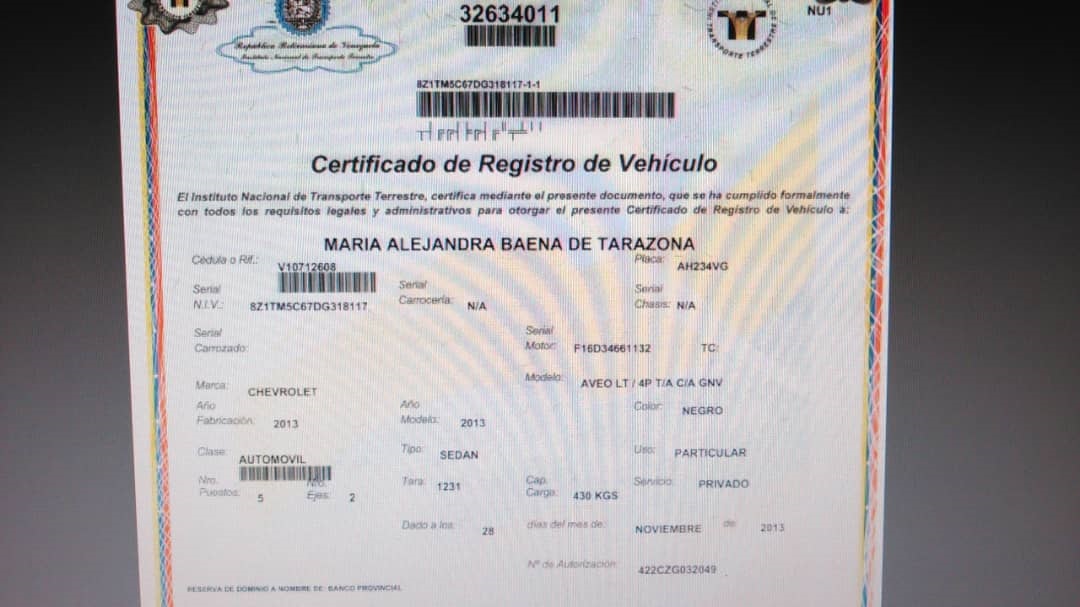 32634011
NU1
TRANSPORTE TERRESTRE
República Bolivariana de Venezuela
Instituto Nacional de Transporte Terrestre
8Z1TM5C67DG318117-1-1
Certificado de Registro de Vehículo
El Instituto Nacional de Transporte Terrestre, certifica mediante el presente documento, que se ha cumplido formalmente
con todos los requisitos legales y administrativos para otorgar el presente Certificado de Registro de Vehículo a:
MARIA ALEJANDRA BAENA DE TARAZONA
Cédula o Rif.: V10712608 Placa: AH234VG
Serial N.I.V.: 8Z1TM5C67DG318117 Serial Carrocería: N/A Serial Chasis: N/A
Serial Carrozado: Serial Motor: F16D34661132 TC:
Marca: CHEVROLET Modelo: AVEO LT / 4P T/A C/A GNV
Año Fabricación: 2013 Año Modelo: 2013 Color: NEGRO
Clase: AUTOMOVIL Tipo: SEDAN Uso: PARTICULAR
Nro. Puestos: 5 Nro. Ejes: 2 Tara: 1231 Cap. Carga: 430 KGS Servicio: PRIVADO
Dado a los: 28 días del mes de: NOVIEMBRE de: 2013
Nº de Autorización: 422CZG032049
RESERVA DE DOMINIO A NOMBRE DE: BANCO PROVINCIAL